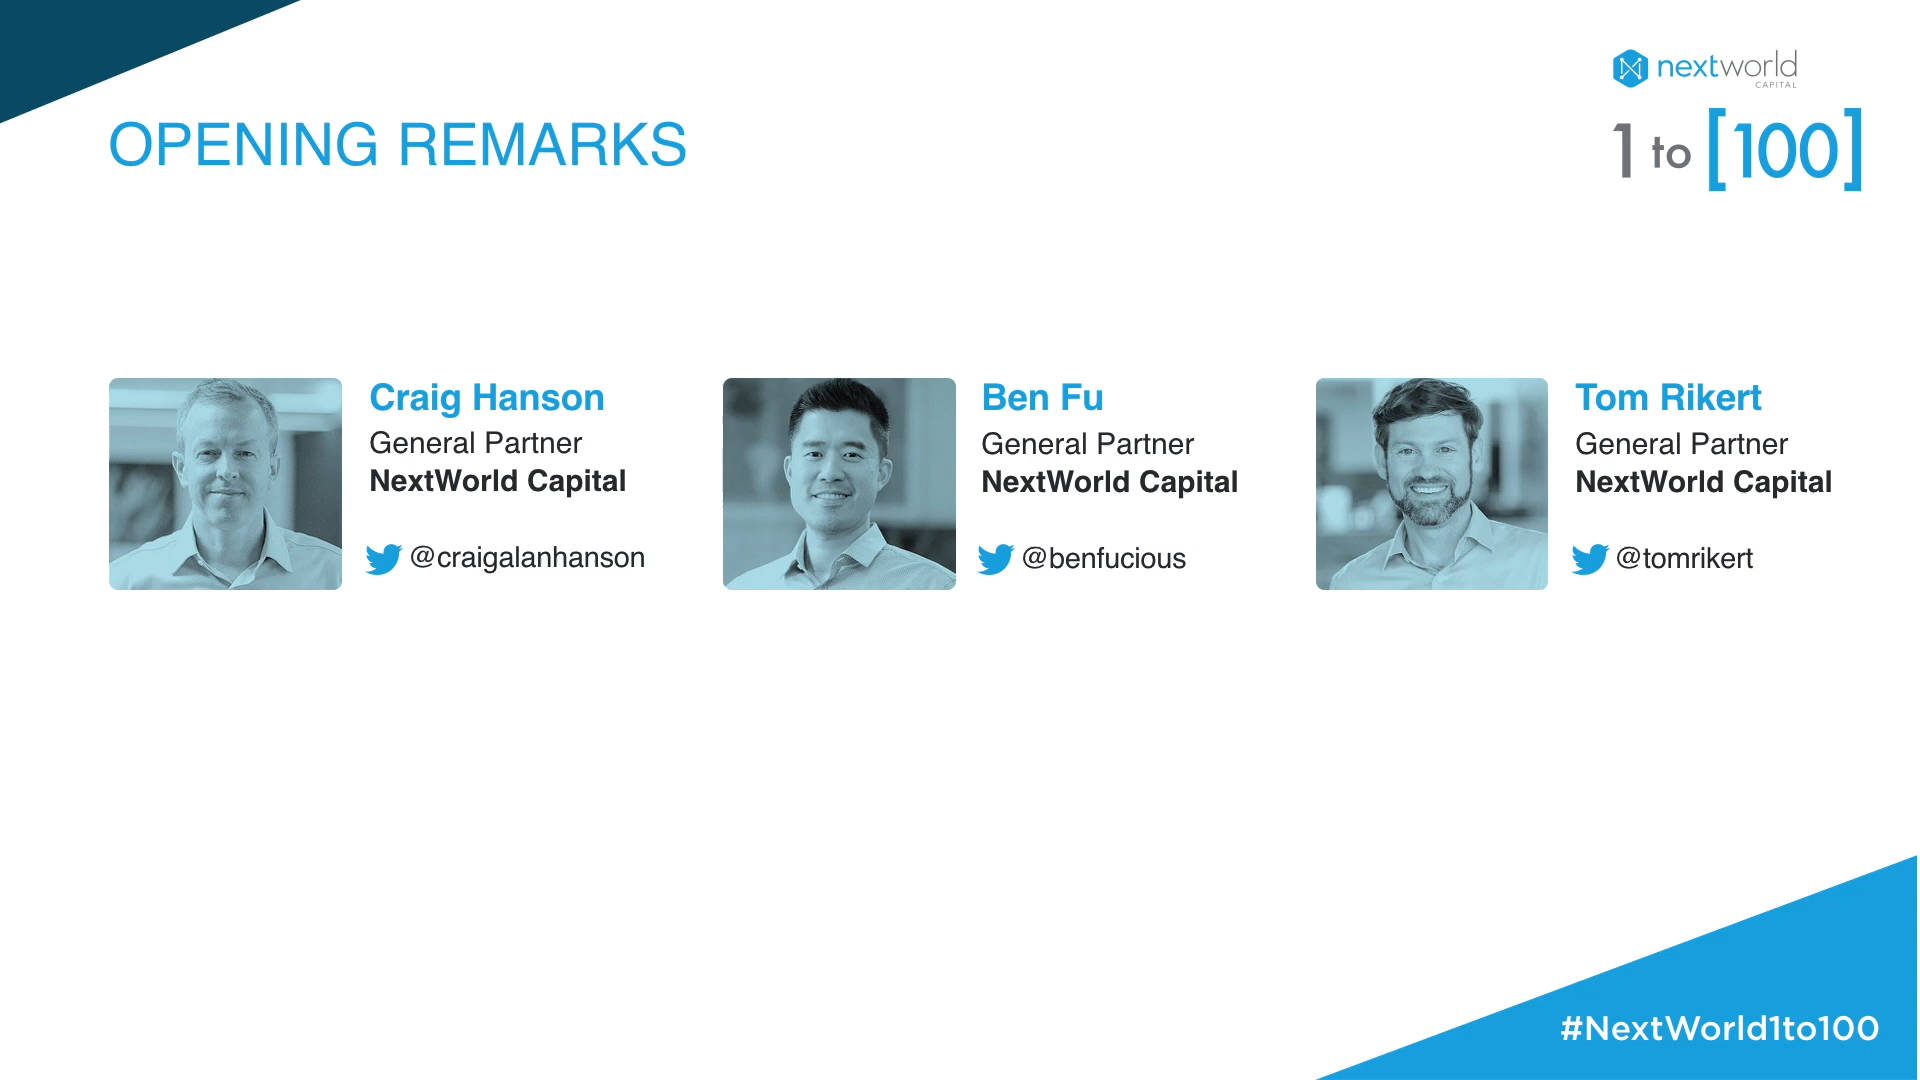 nextworld
CAPITAL
OPENING REMARKS
1 to [100]
Craig Hanson
General Partner
NextWorld Capital
@craigalanhanson
Ben Fu
General Partner
NextWorld Capital
@benfucious
Tom Rikert
General Partner
NextWorld Capital
@tomrikert
#NextWorld1to100